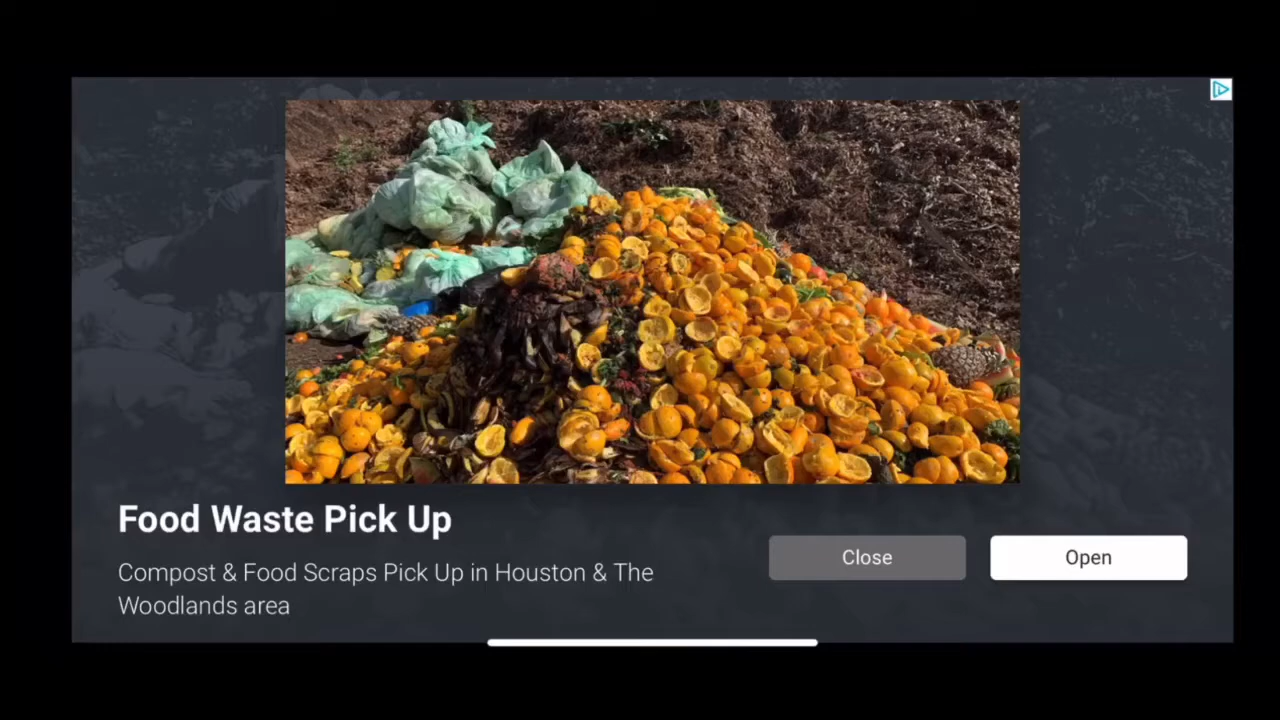 Food Waste Pick Up
Compost & Food Scraps Pick Up in Houston & The
Woodlands area
Close
Open